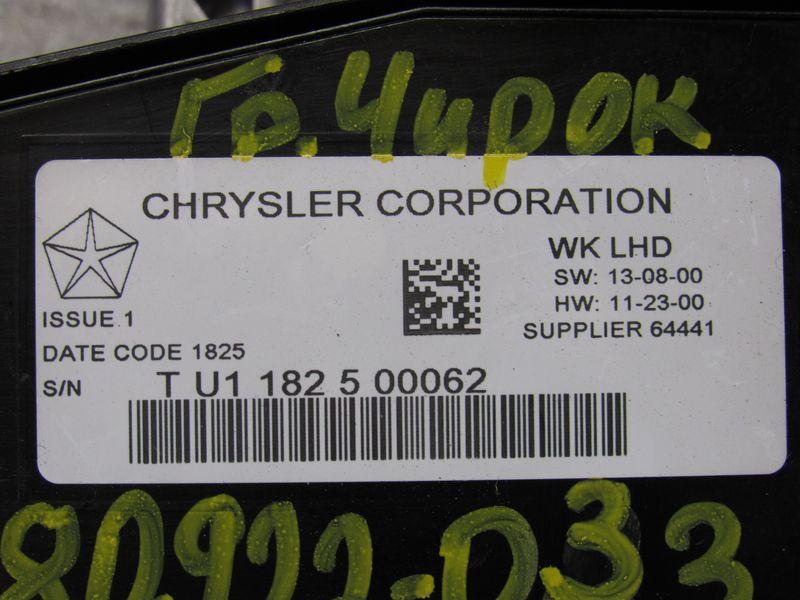 Гр. Чирок
CHRYSLER CORPORATION
WK LHD
SW: 13-08-00
HW: 11-23-00
SUPPLIER 64441
ISSUE 1
DATE CODE 1825
S/N T U1 182 5 00062